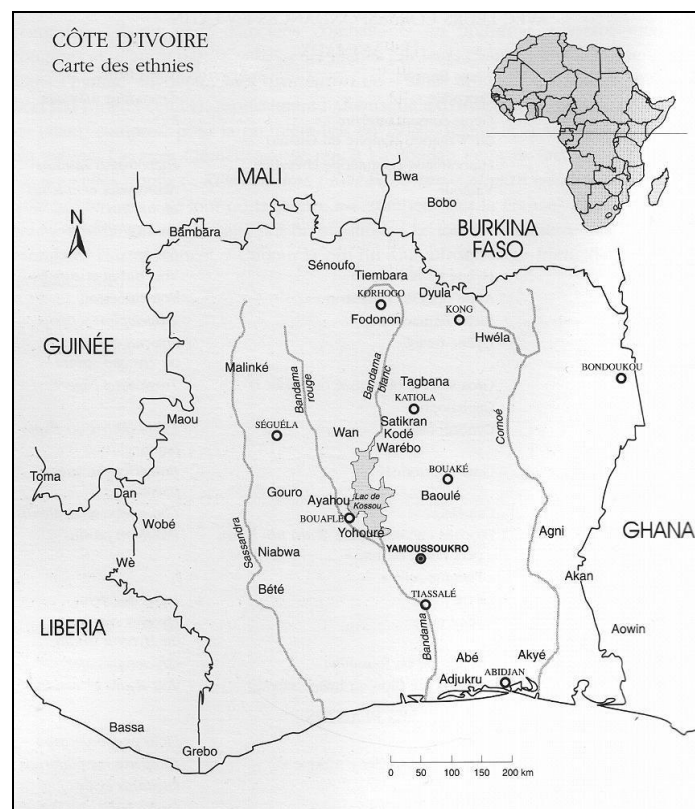 CÔTE D'IVOIRE
Carte des ethnies
MALI
Bwa
Bobo
N
Bambara
BURKINA
FASO
Sénoufo
Tiembara
KORHOGO
Dyula
KONG
Fodonon
Hwéla
GUINÉE
Malinké
Bandama
rouge
Bandama
blanc
Tagbana
KATIOLA
BONDOUKOU
Maou
SÉGUÉLA
Wan
Satikran
Kodé
Warébo
Comoé
Toma
Dan
Gouro
Ayahou
Lac de
Kossou
BOUAKÉ
Baoulé
BOUAFLÉ
Wobé
Yohouré
Agni
GHANA
Sassandra
Niabwa
YAMOUSSOUKRO
Wè
Akan
Bété
TIASSALÉ
LIBERIA
Bandama
Aowin
Abé
Akyé
Adjukru
ABIDJAN
Bassa
Grebo
0 50 100 150 200 km